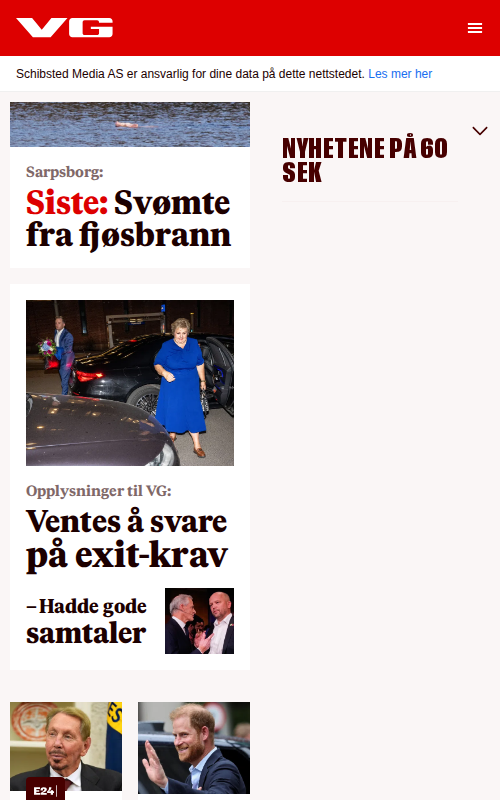 VG
Schibsted Media AS er ansvarlig for dine data på dette nettstedet. Les mer her
Sarpsborg:
Siste: Svømte
fra fjøsbrann
NYHETENE PÅ 60
SEK
Opplysninger til VG:
Ventes å svare
på exit-krav
– Hadde gode
samtaler
E24|